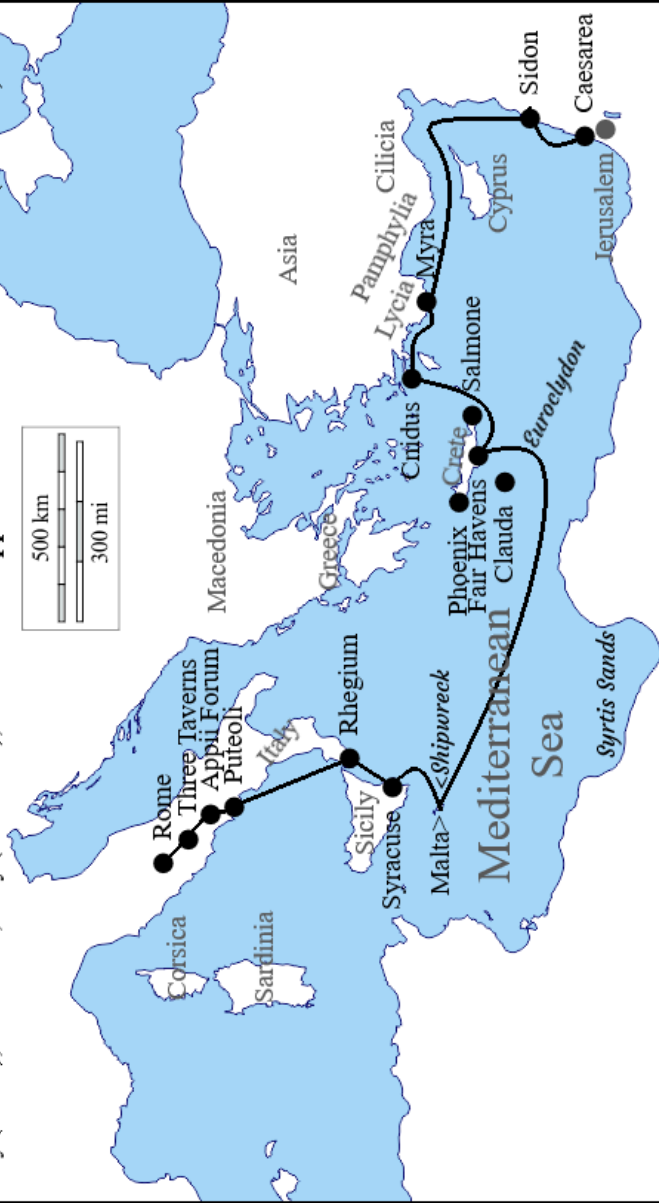 500 km
300 mi
Rome
Three Taverns
Appii Forum
Puteoli
Italy
Corsica
Sardinia
Macedonia
Greece
Asia
Rhegium
Sicily
Syracuse
Malta>
<Shipwreck
Mediterranean
Sea
Syrtis Sands
Cnidus
Crete
Salmone
Phoenix
Fair Havens
Clauda
Euroclydon
Lycia
Pamphylia
Myra
Cilicia
Cyprus
Sidon
Caesarea
Jerusalem